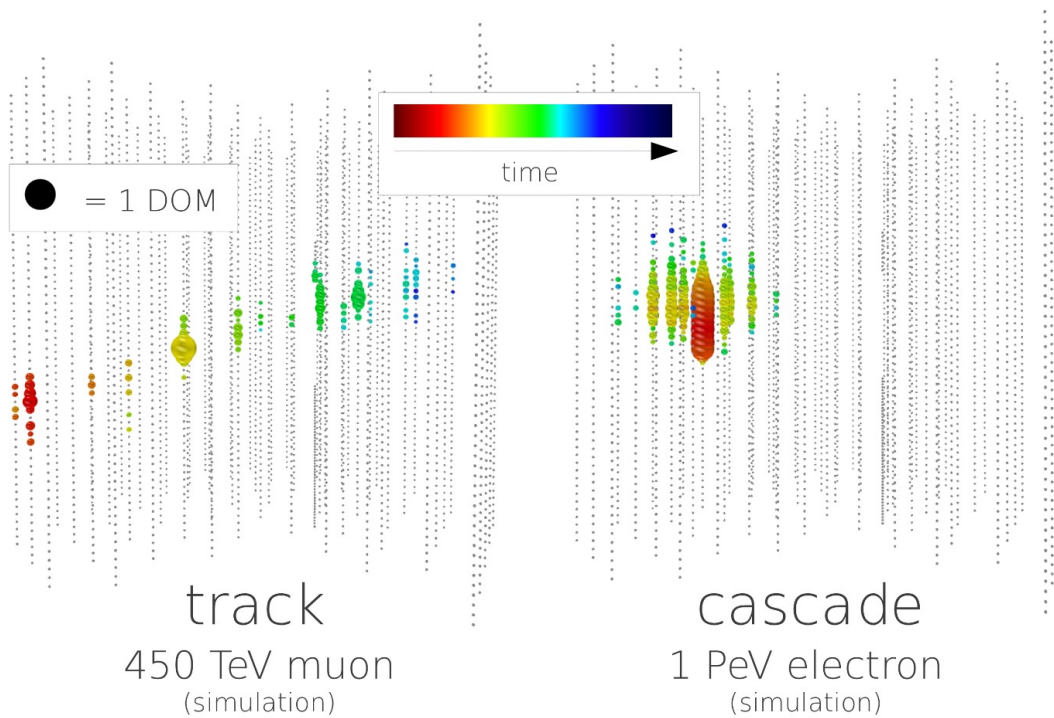 time
= 1 DOM
track
450 TeV muon
(simulation)
cascade
1 PeV electron
(simulation)